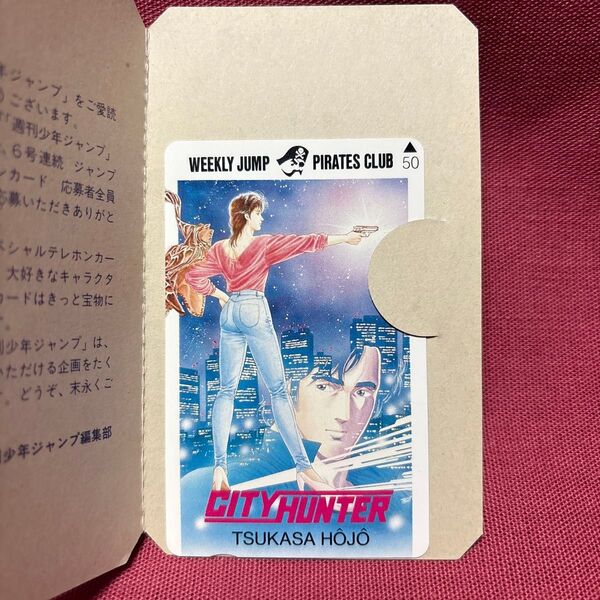 年ジャンプ」をご愛読
ございます。
「週刊少年ジャンプ」
、6号連続 ジャンプ
ンカード 応募者全員
応募いただきありがと
ペシャルテレホンカー
大好きなキャラクタ
カードはきっと宝物に
。
刊少年ジャンプ」は、
いただける企画をたく
。どうぞ、末永くご
刊少年ジャンプ編集部
WEEKLY JUMP PIRATES CLUB 50
CITYHUNTER
TSUKASA HÔJÔ